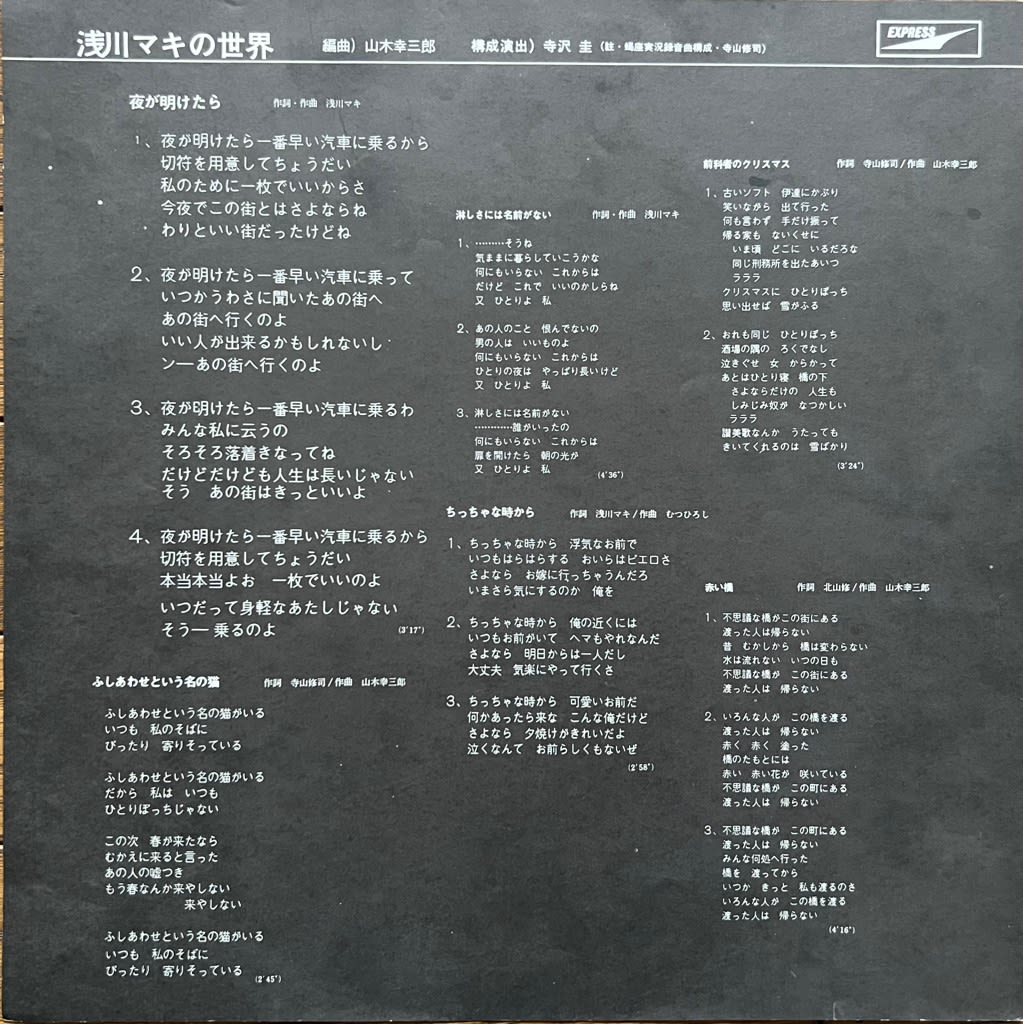 浅川マキの世界 編曲）山木幸三郎 構成演出）寺沢 圭（註・蝎座実況録音曲構成・寺山修司）
EXPRESS
夜が明けたら 作詞・作曲 浅川マキ
1、夜が明けたら一番早い汽車に乗るから
切符を用意してちょうだい
私のために一枚でいいからさ
今夜でこの街とはさよならね
わりといい街だったけどね
2、夜が明けたら一番早い汽車に乗って
いつかうわさに聞いたあの街へ
あの街へ行くのよ
いい人が出来るかもしれないし
ンーあの街へ行くのよ
3、夜が明けたら一番早い汽車に乗るわ
みんな私に云うの
そろそろ落着きなってね
だけどだけども人生は長いじゃない
そう あの街はきっといいよ
4、夜が明けたら一番早い汽車に乗るから
切符を用意してちょうだい
本当本当よお 一枚でいいのよ
いつだって身軽なあたしじゃない
そう一 乗るのよ (3'17")
ふしあわせという名の猫 作詞 寺山修司/作曲 山木幸三郎
ふしあわせという名の猫がいる
いつも 私のそばに
ぴったり 寄りそっている
ふしあわせという名の猫がいる
だから 私は いつも
ひとりぽっちじゃない
この次 春が来たなら
むかえに来ると言った
あの人の嘘つき
もう春なんか来やしない
来やしない
ふしあわせという名の猫がいる
いつも 私のそばに
ぴったり 寄りそっている (2'45")
淋しさには名前がない 作詞・作曲 浅川マキ
1、………そうね
気ままに暮らしていこうかな
何にもいらない これからは
だけど これで いいのかしらね
又 ひとりよ 私
2、あの人のこと 恨んでないの
男の人は いいものよ
何にもいらない これからは
ひとりの夜は やっぱり長いけど
又 ひとりよ 私
3、淋しさには名前がない
…………誰がいったの
何にもいらない これからは
扉を開けたら 朝の光が
又 ひとりよ 私 (4'36")
ちっちゃな時から 作詞 浅川マキ/作曲 むつひろし
1、ちっちゃな時から 浮気なお前で
いつもはらはらする おいらはピエロさ
さよなら お嫁に行っちゃうんだろ
いまさら気にするのか 俺を
2、ちっちゃな時から 俺の近くには
いつもお前がいて ヘマもやれなんだ
さよなら 明日からは一人だし
大丈夫 気楽にやって行くさ
3、ちっちゃな時から 可愛いお前だ
何かあったら来な こんな俺だけど
さよなら 夕焼けがきれいだよ
泣くなんて お前らしくもないぜ
(2'58")
前科者のクリスマス 作詞 寺山修司/作曲 山木幸三郎
1、古いソフト 伊達にかぶり
笑いながら 出て行った
何も言わず 手だけ振って
帰る家も ないくせに
いま頃 どこに いるだろな
同じ刑務所を出たあいつ
ラララ
クリスマスに ひとりぼっち
思い出せば 雪がふる
2、おれも同じ ひとりぼっち
酒場の隅の ろくでなし
泣きぐせ 女 からかって
あとはひとり寝 橋の下
さよならだけの 人生も
しみじみ奴が なつかしい
ラララ
讃美歌なんか うたっても
きいてくれるのは 雪ばかり
(3'24")
赤い橋 作詞 北山修/作曲 山木幸三郎
1、不思議な橋がこの街にある
渡った人は帰らない
昔 むかしから 橋は変わらない
水は流れない いつの日も
不思議な橋が この街にある
渡った人は 帰らない
2、いろんな人が この橋を渡る
渡った人は 帰らない
赤く 赤く 塗った
橋のたもとには
赤い 赤い花が 咲いている
不思議な橋が この町にある
渡った人は 帰らない
3、不思議な橋が この町にある
渡った人は 帰らない
みんな何処へ行った
橋を 渡ってから
いつか きっと 私も渡るのさ
いろんな人が この橋を渡る
渡った人は 帰らない
(4'16")